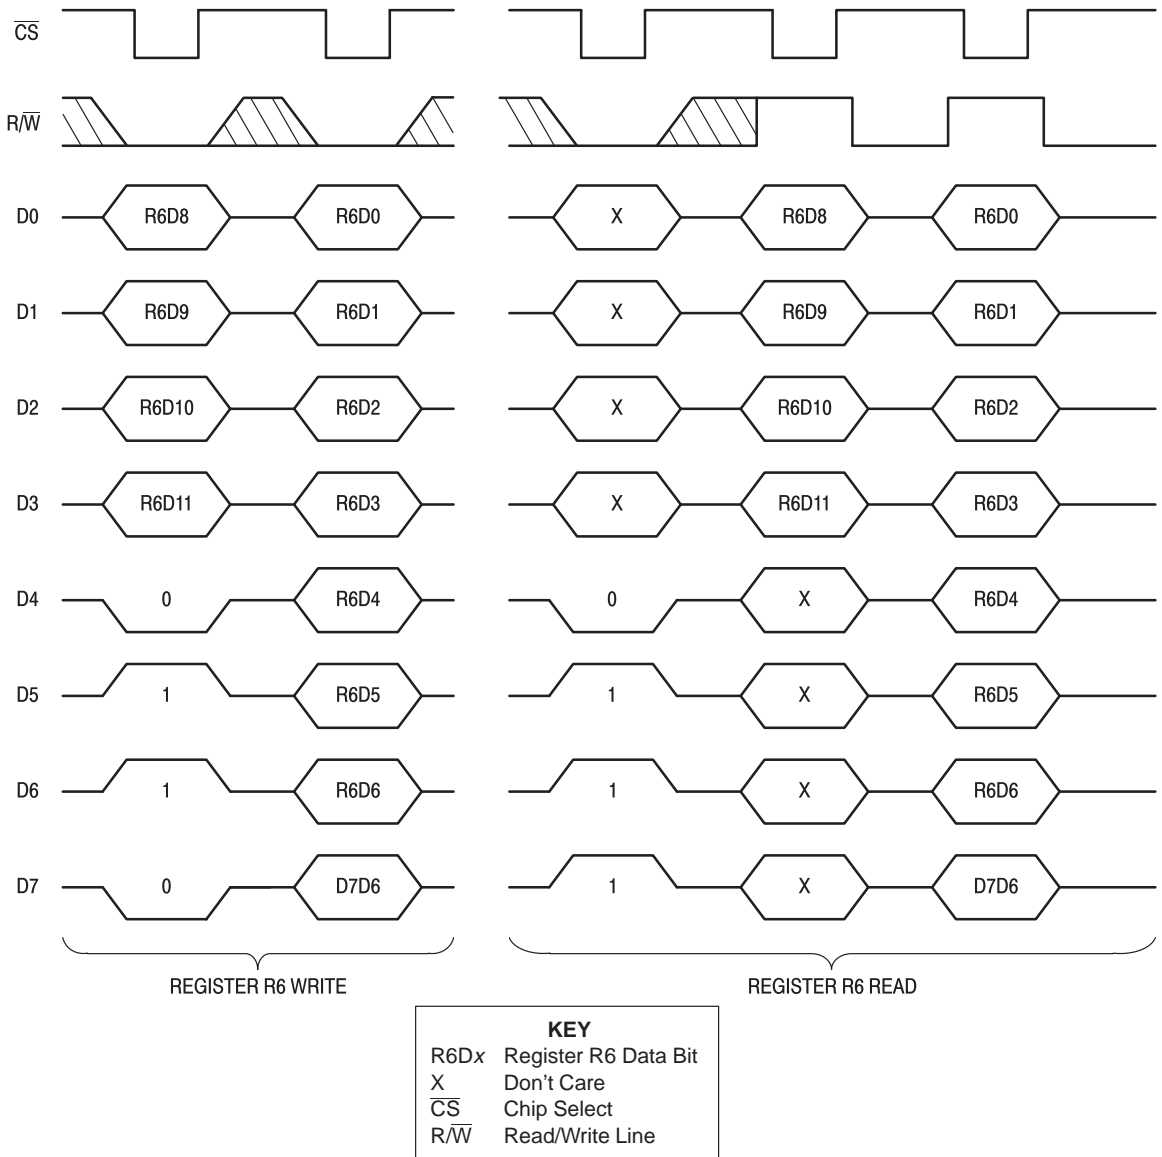 CS
R/W
D0 R6D8 R6D0 X R6D8 R6D0
D1 R6D9 R6D1 X R6D9 R6D1
D2 R6D10 R6D2 X R6D10 R6D2
D3 R6D11 R6D3 X R6D11 R6D3
D4 0 R6D4 0 X R6D4
D5 1 R6D5 1 X R6D5
D6 1 R6D6 1 X R6D6
D7 0 D7D6 1 X D7D6
REGISTER R6 WRITE REGISTER R6 READ
KEY
R6Dx Register R6 Data Bit
X Don't Care
CS Chip Select
R/W Read/Write Line